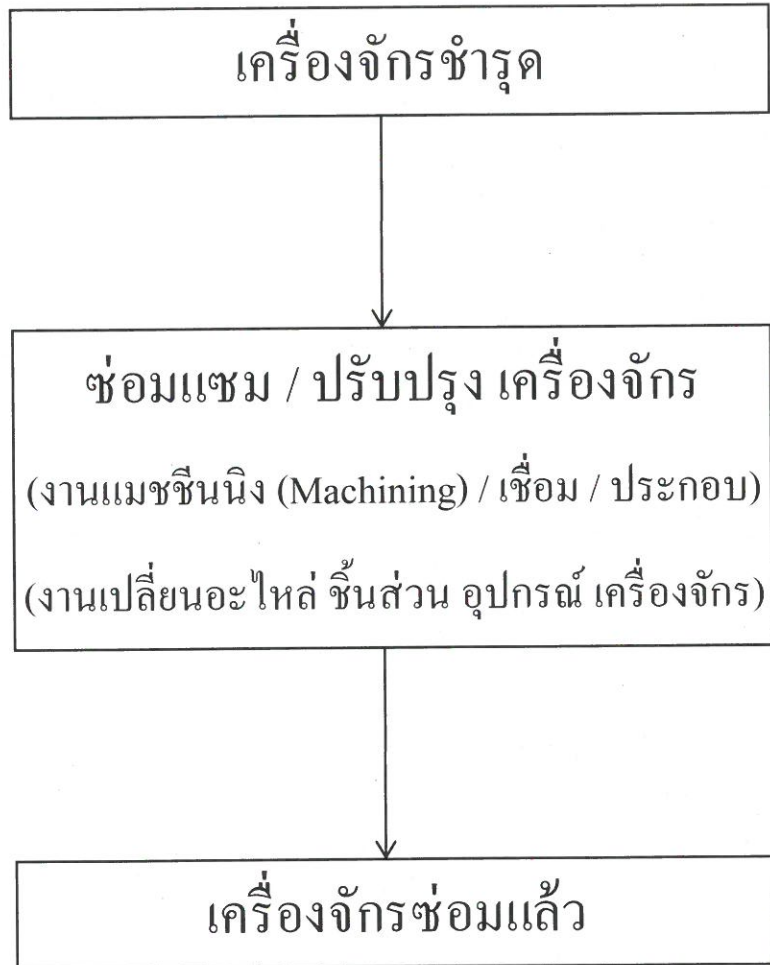 เครื่องจักรชำรุด
ซ่อมแซม / ปรับปรุง เครื่องจักร
(งานแมชชีนนิง (Machining) / เชื่อม / ประกอบ)
(งานเปลี่ยนอะไหล่ ชิ้นส่วน อุปกรณ์ เครื่องจักร)
เครื่องจักรซ่อมแล้ว